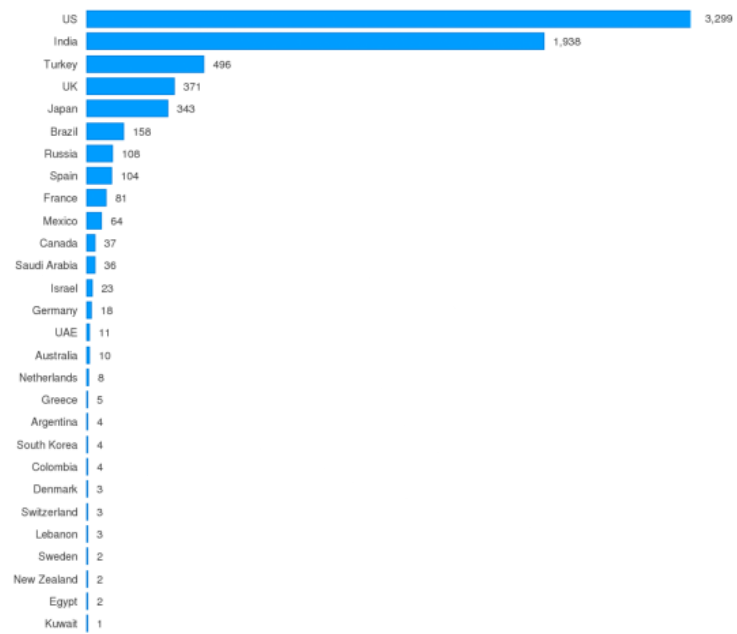 US 3,299
India 1,938
Turkey 496
UK 371
Japan 343
Brazil 158
Russia 108
Spain 104
France 81
Mexico 64
Canada 37
Saudi Arabia 36
Israel 23
Germany 18
UAE 11
Australia 10
Netherlands 8
Greece 5
Argentina 4
South Korea 4
Colombia 4
Denmark 3
Switzerland 3
Lebanon 3
Sweden 2
New Zealand 2
Egypt 2
Kuwait 1